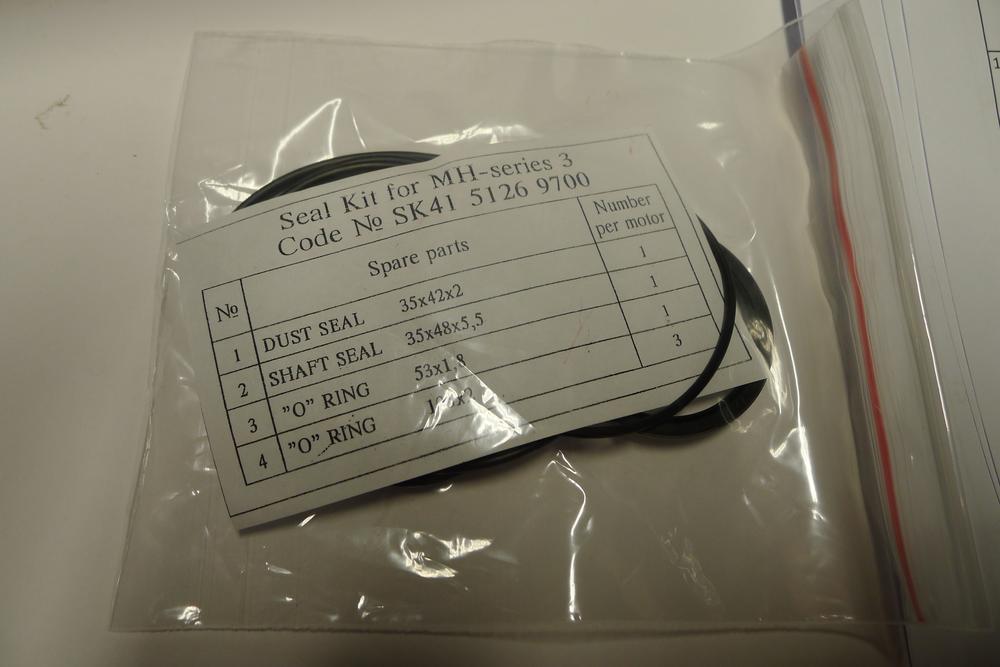 Seal Kit for MH-series 3
Code № SK41 5126 9700
№ Spare parts Number per motor
1 DUST SEAL 35x42x2 1
2 SHAFT SEAL 35x48x5,5 1
3 ”O” RING 53x1,8 1
4 ”O” RING 3
1